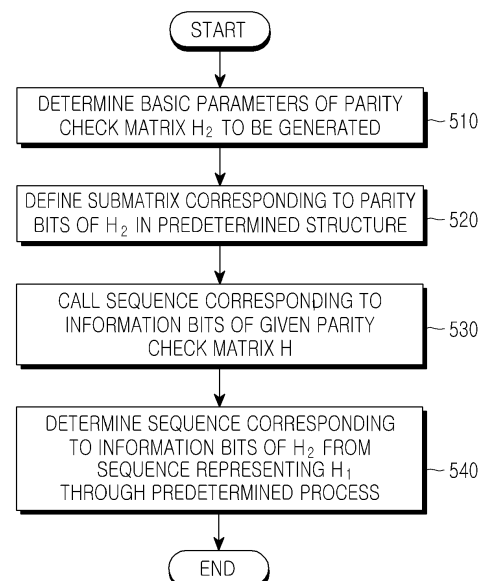 START
DETERMINE BASIC PARAMETERS OF PARITY
CHECK MATRIX H₂ TO BE GENERATED
510
DEFINE SUBMATRIX CORRESPONDING TO PARITY
BITS OF H₂ IN PREDETERMINED STRUCTURE
520
CALL SEQUENCE CORRESPONDING TO
INFORMATION BITS OF GIVEN PARITY
CHECK MATRIX H
530
DETERMINE SEQUENCE CORRESPONDING
TO INFORMATION BITS OF H₂ FROM
SEQUENCE REPRESENTING H₁
THROUGH PREDETERMINED PROCESS
540
END